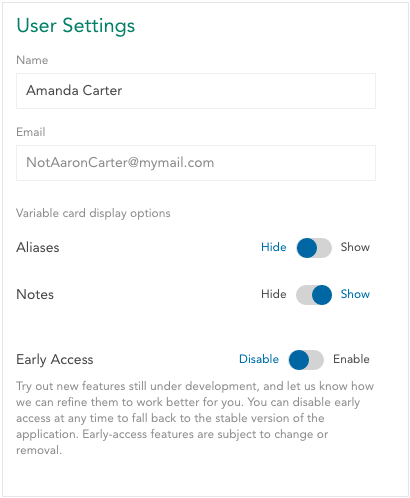 User Settings
Name
Amanda Carter
Email
NotAaronCarter@mymail.com
Variable card display options
Aliases Hide Show
Notes Hide Show
Early Access Disable Enable
Try out new features still under development, and let us know how
we can refine them to work better for you. You can disable early
access at any time to fall back to the stable version of the
application. Early-access features are subject to change or
removal.